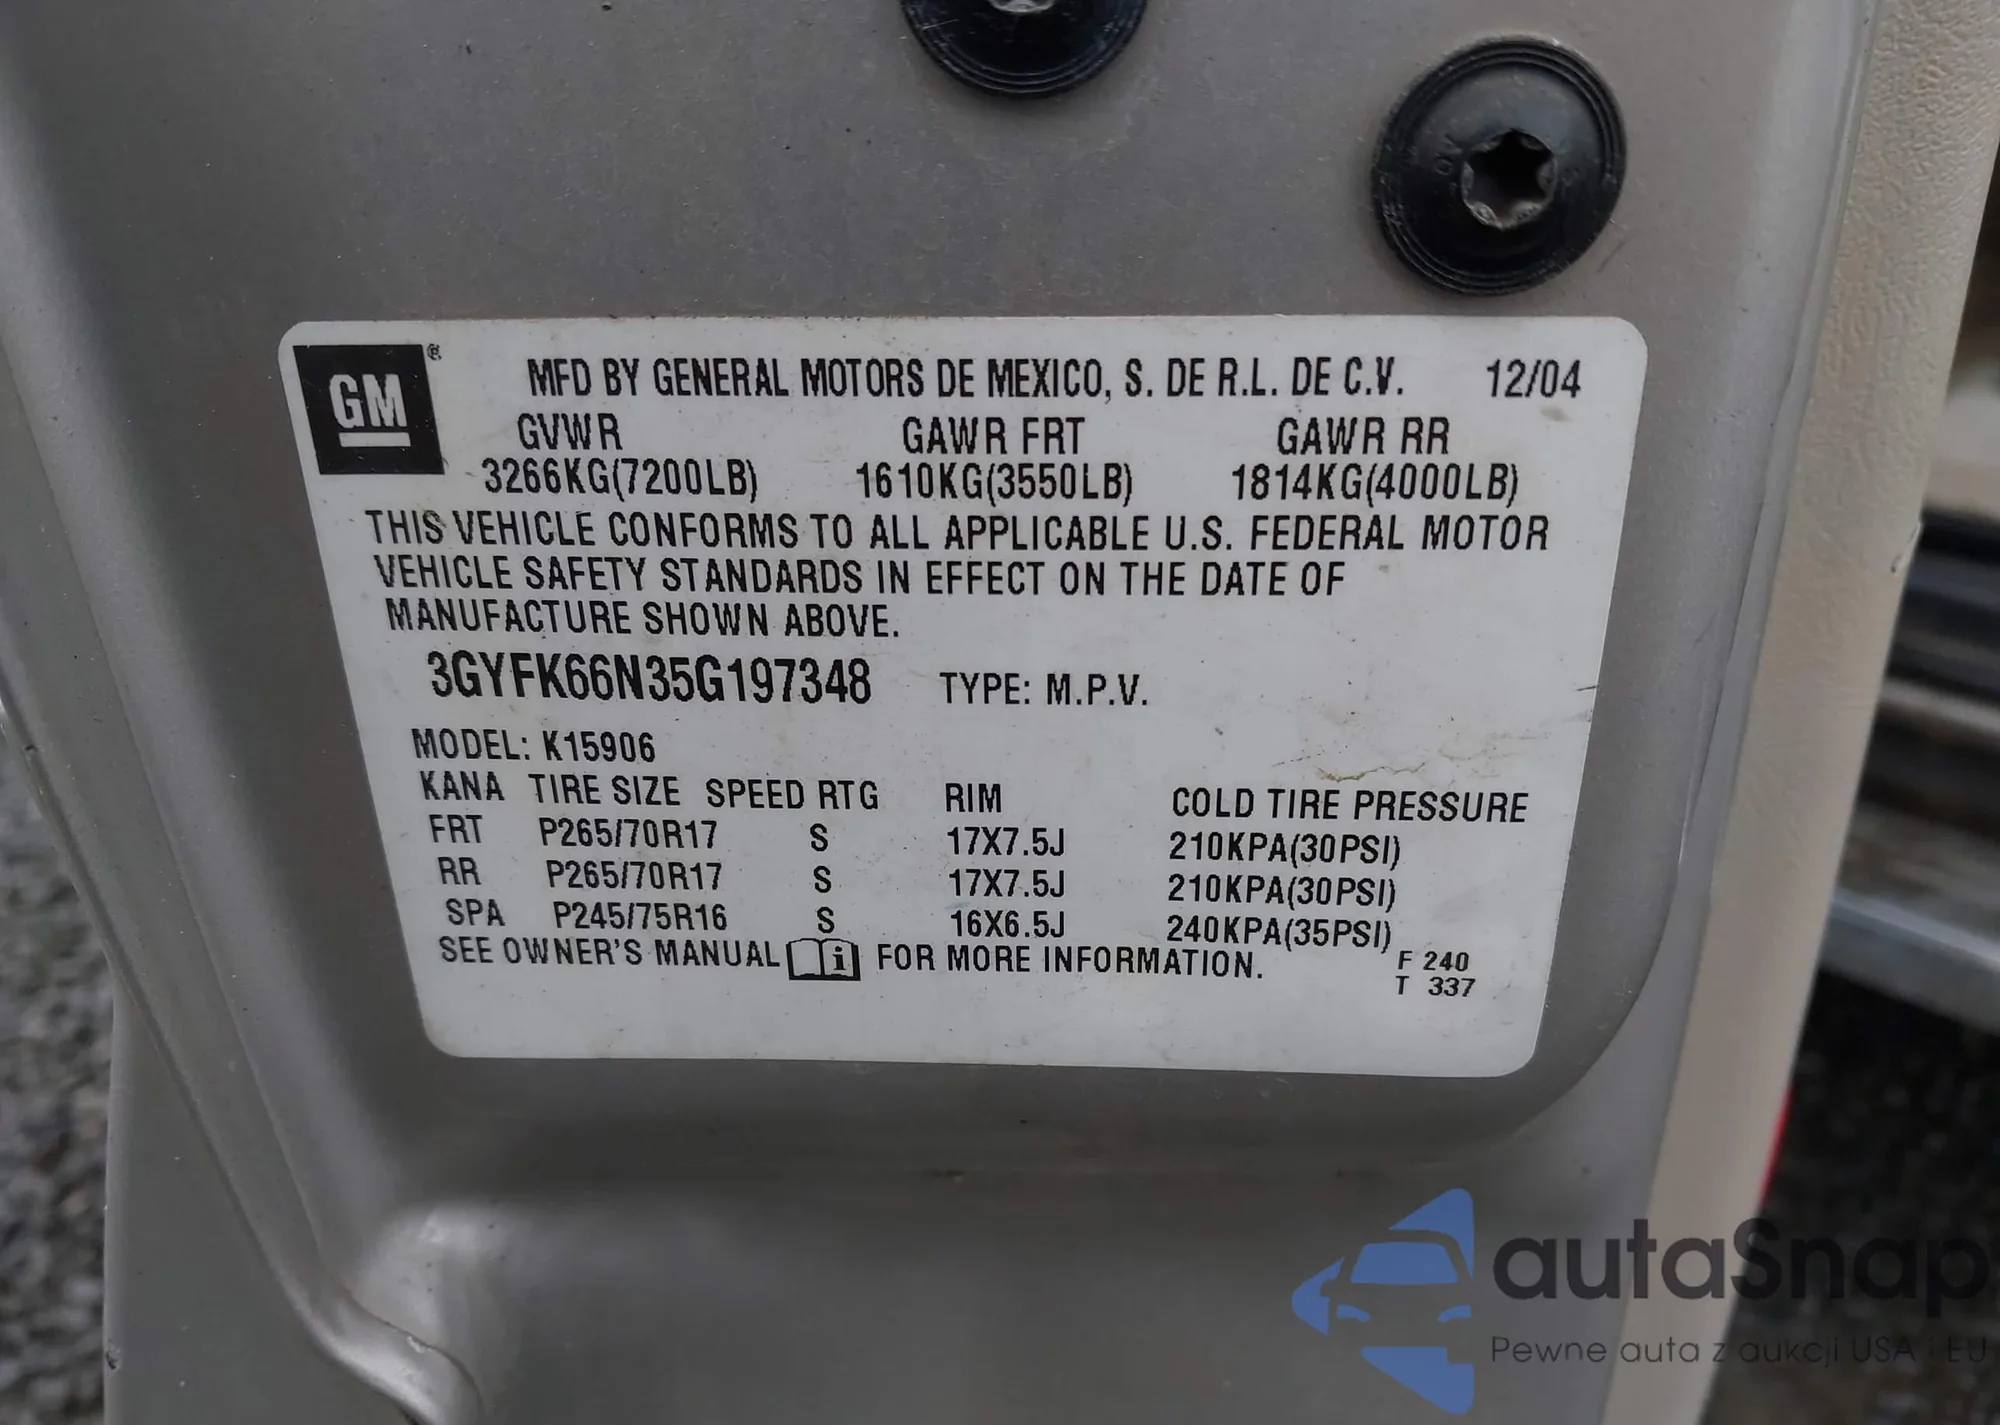 GM®
MFD BY GENERAL MOTORS DE MEXICO, S. DE R.L. DE C.V. 12/04
GVWR GAWR FRT GAWR RR
3266KG(7200LB) 1610KG(3550LB) 1814KG(4000LB)
THIS VEHICLE CONFORMS TO ALL APPLICABLE U.S. FEDERAL MOTOR
VEHICLE SAFETY STANDARDS IN EFFECT ON THE DATE OF
MANUFACTURE SHOWN ABOVE.
3GYFK66N35G197348 TYPE: M.P.V.
MODEL: K15906
KANA TIRE SIZE SPEED RTG RIM COLD TIRE PRESSURE
FRT P265/70R17 S 17X7.5J 210KPA(30PSI)
RR P265/70R17 S 17X7.5J 210KPA(30PSI)
SPA P245/75R16 S 16X6.5J 240KPA(35PSI)
SEE OWNER'S MANUAL i FOR MORE INFORMATION.
F 240
T 337
autaSnap
Pewne auta z aukcji USA i EU